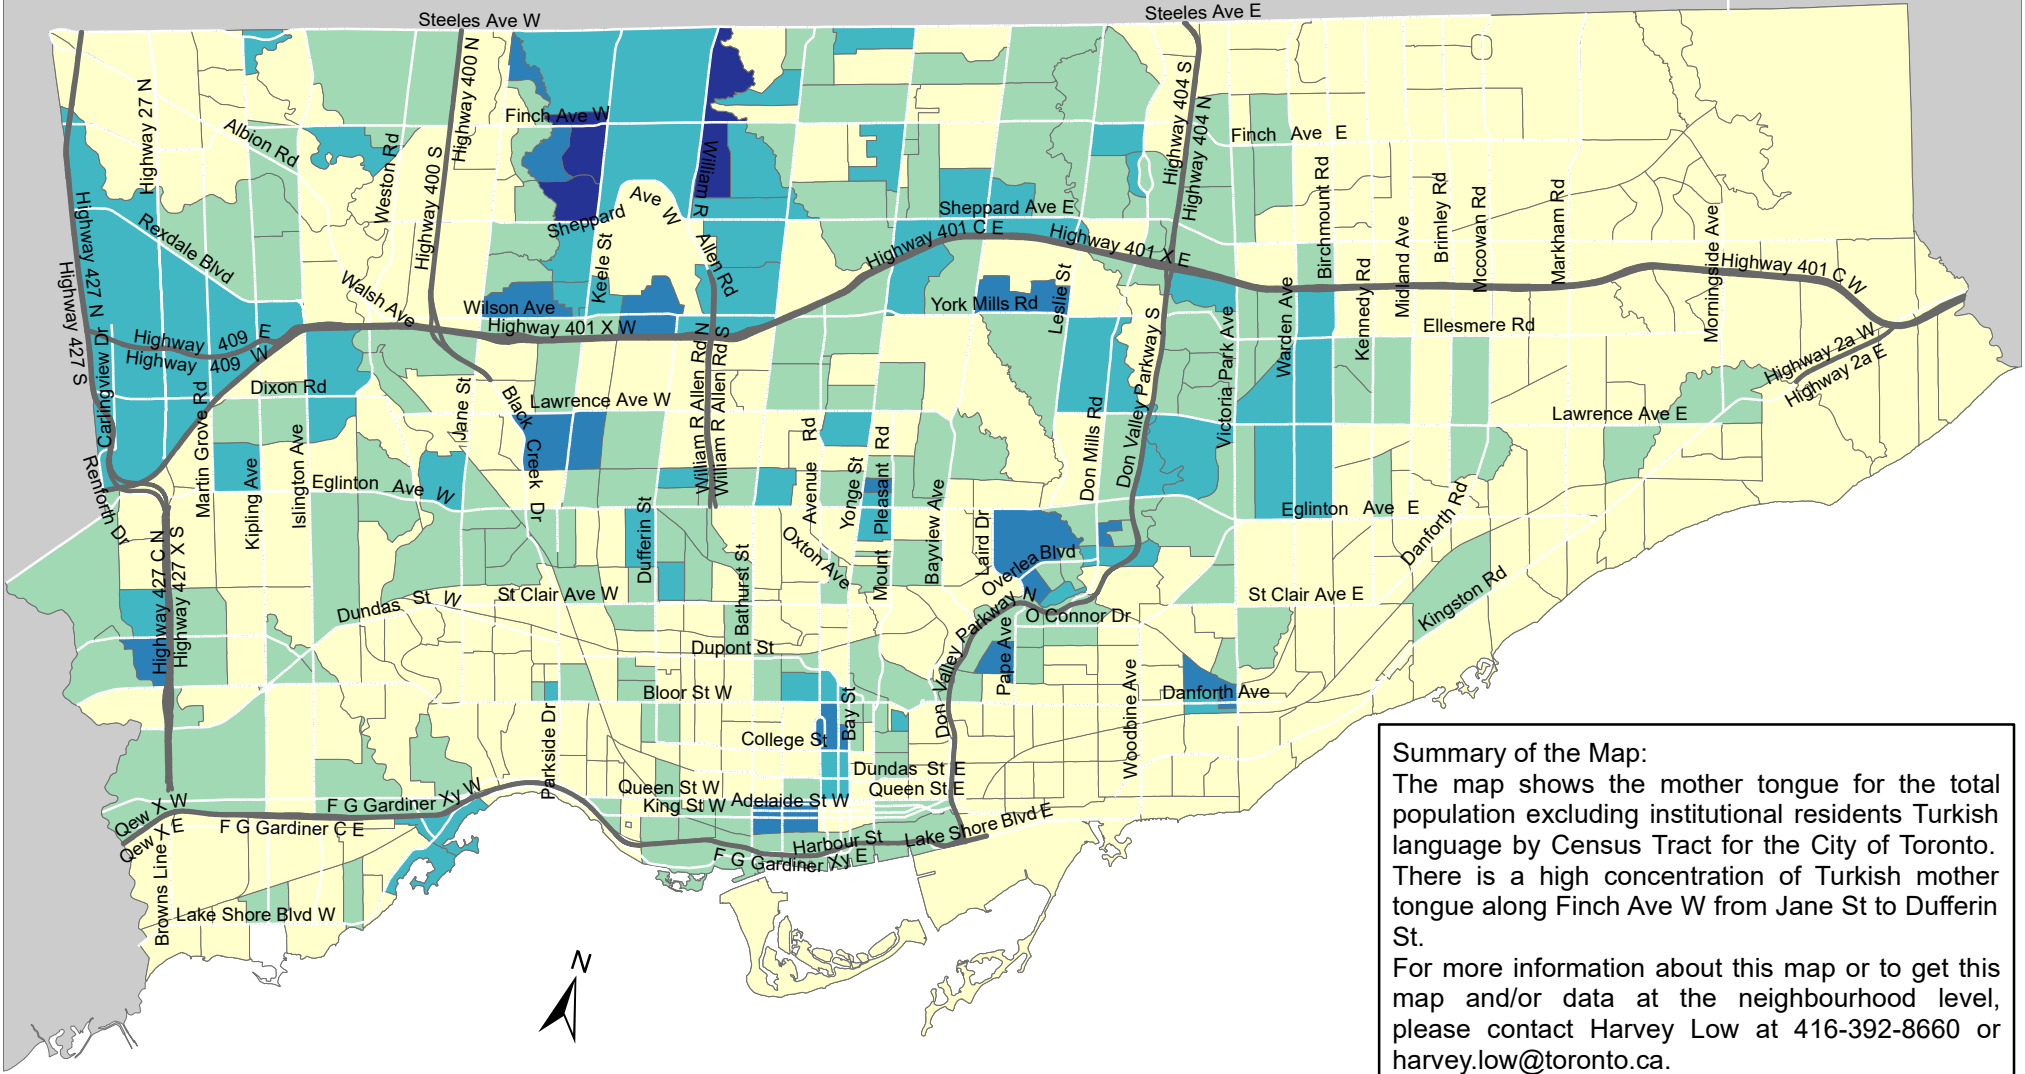 Steeles Ave W
Steeles Ave E
Highway 27 N
Albion Rd
Weston Rd
Highway 400 N
Highway 400 S
Finch Ave W
William R
Highway 404 S
Highway 404 N
Finch Ave E
Highway 427 N
Highway 427 S
Rexdale Blvd
Walsh Ave
Sheppard Ave W
Keele St
Allen Rd
Wilson Ave
Highway 401 X W
Highway 401 C E
Sheppard Ave E
Highway 401 X E
York Mills Rd
Leslie St
Birchmount Rd
Kennedy Rd
Midland Ave
Brimley Rd
Mccowan Rd
Markham Rd
Morningside Ave
Highway 401 C W
Highway 409 E
Highway 409 W
Carlingview Dr
Dixon Rd
Martin Grove Rd
Kipling Ave
Islington Ave
Renforth Dr
Jane St
Black Creek Dr
Lawrence Ave W
William R Allen Rd N
William R Allen Rd S
Eglinton Ave W
Dufferin St
Bathurst St
Avenue Rd
Oxton Ave
Yonge St
Mount Pleasant Rd
Bayview Ave
Laird Dr
Overlea Blvd
Don Mills Rd
Don Valley Parkway S
Victoria Park Ave
Warden Ave
Ellesmere Rd
Lawrence Ave E
Highway 2a W
Highway 2a E
Eglinton Ave E
Danforth Rd
Kingston Rd
St Clair Ave E
Highway 427 C N
Highway 427 X S
Dundas St W
St Clair Ave W
Dupont St
Bloor St W
Parkside Dr
College St
Bay St
Don Valley Parkway N
O Connor Dr
Pape Ave
Woodbine Ave
Danforth Ave
Dundas St E
Queen St E
Queen St W
King St W
Adelaide St W
Harbour St
Lake Shore Blvd E
F G Gardiner Xy E
F G Gardiner Xy W
F G Gardiner C E
Qew X W
Qew X E
Browns Line
Lake Shore Blvd W
N
Summary of the Map:
The map shows the mother tongue for the total
population excluding institutional residents Turkish
language by Census Tract for the City of Toronto.
There is a high concentration of Turkish mother
tongue along Finch Ave W from Jane St to Dufferin
St.
For more information about this map or to get this
map and/or data at the neighbourhood level,
please contact Harvey Low at 416-392-8660 or
harvey.low@toronto.ca.